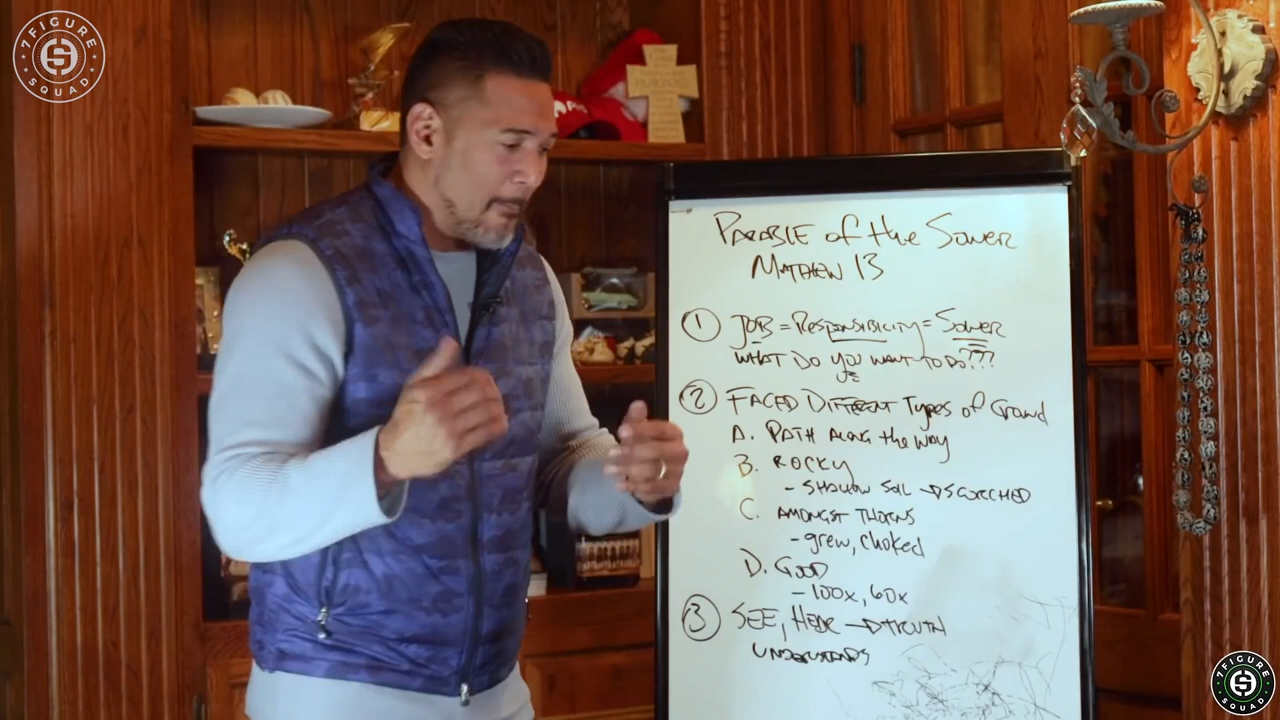 7FIGURE
SQUAD
PARABLE of the Sower
MATHEW 13
1 JOB = Responsibility = Sower
WHAT DO you WANT TO DO???
2 FACED DIFFERENT Types of Ground
A. PATH ALONG the WAY
B. ROCKY
- SHALLOW SOIL → SCORCHED
C. AMONGST THORNS
- grew, choked
D. GOOD
- 100x, 60x
3 SEE, HEAR → TRUTH
UNDERSTANDS
7FIGURE
SQUAD